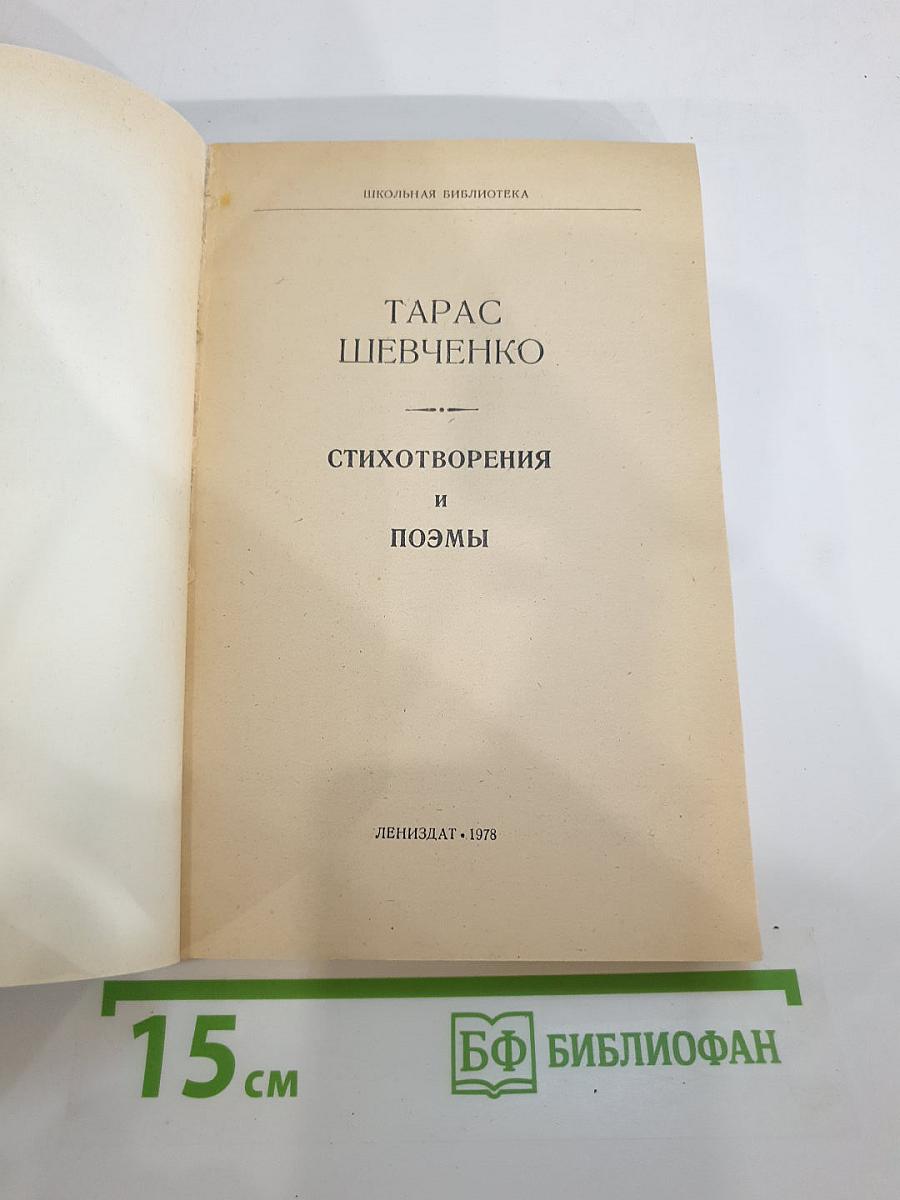 ШКОЛЬНАЯ БИБЛИОТЕКА
ТАРАС
ШЕВЧЕНКО
СТИХОТВОРЕНИЯ
и
ПОЭМЫ
ЛЕНИЗДАТ • 1978
15 см
БФ БИБЛИОФАН